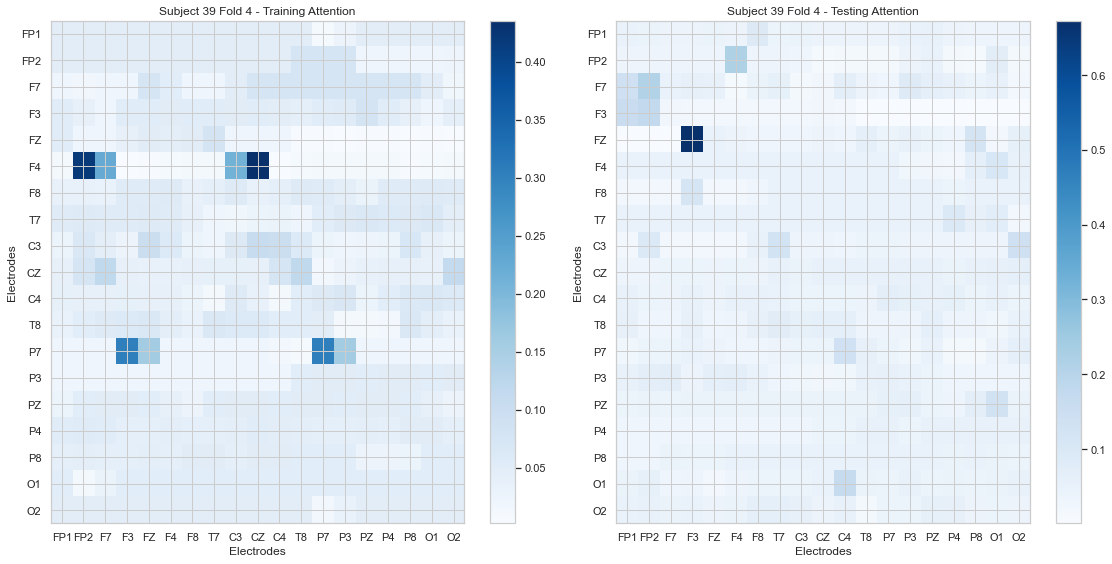 Subject 39 Fold 4 - Training Attention
FP1
FP2
F7
F3
FZ
F4
F8
T7
C3
CZ
C4
T8
P7
P3
PZ
P4
P8
O1
O2
Electrodes
FP1 FP2 F7 F3 FZ F4 F8 T7 C3 CZ C4 T8 P7 P3 PZ P4 P8 O1 O2
Electrodes
0.40
0.35
0.30
0.25
0.20
0.15
0.10
0.05
Subject 39 Fold 4 - Testing Attention
FP1
FP2
F7
F3
FZ
F4
F8
T7
C3
CZ
C4
T8
P7
P3
PZ
P4
P8
O1
O2
Electrodes
FP1 FP2 F7 F3 FZ F4 F8 T7 C3 CZ C4 T8 P7 P3 PZ P4 P8 O1 O2
Electrodes
0.6
0.5
0.4
0.3
0.2
0.1